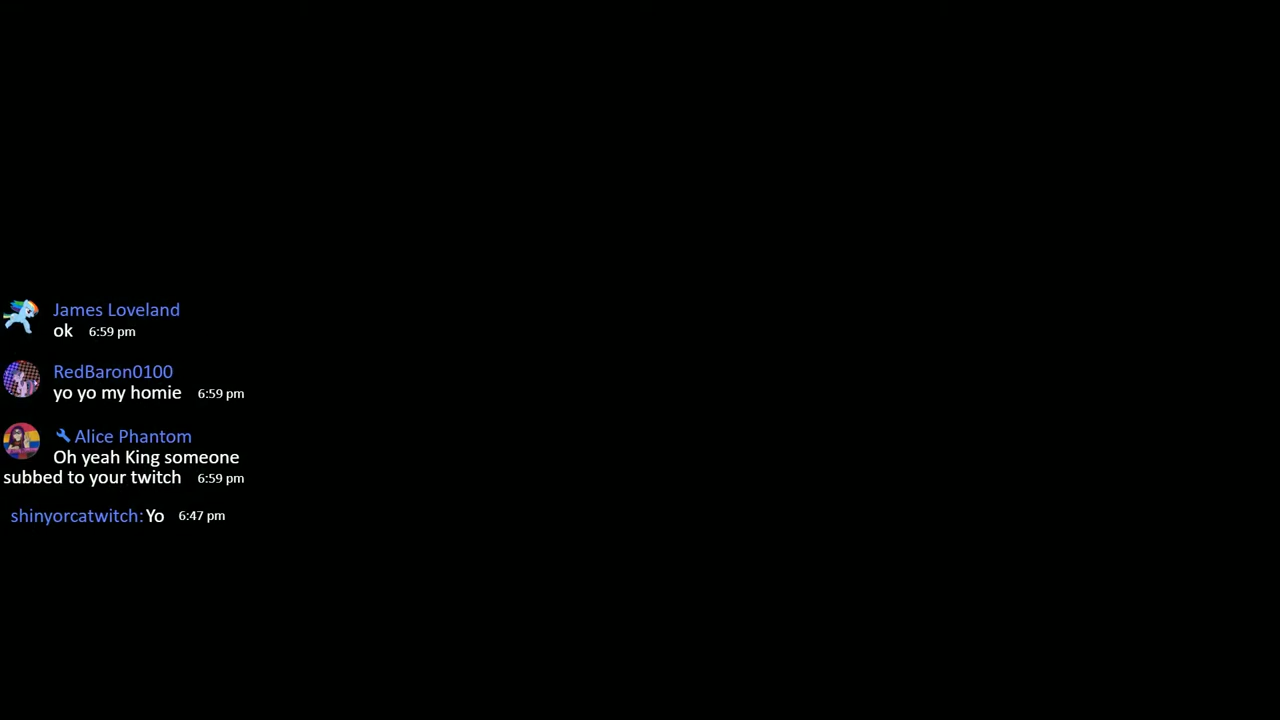 James Loveland
ok 6:59 pm
RedBaron0100
yo yo my homie 6:59 pm
Alice Phantom
Oh yeah King someone
subbed to your twitch 6:59 pm
shinyorcatwitch: Yo 6:47 pm